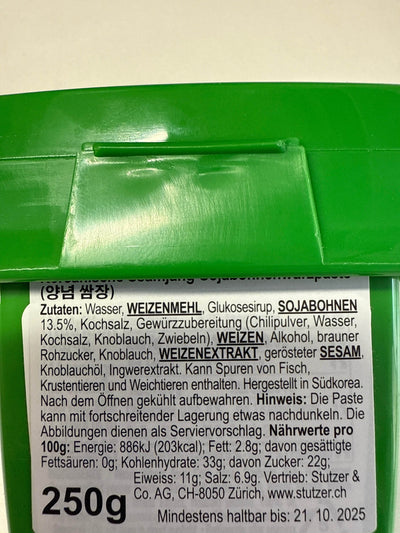 (양념 쌈장)
Zutaten: Wasser, WEIZENMEHL, Glukosesirup, SOJABOHNEN
13.5%, Kochsalz, Gewürzzubereitung (Chilipulver, Wasser,
Kochsalz, Knoblauch, Zwiebeln), WEIZEN, Alkohol, brauner
Rohzucker, Knoblauch, WEIZENEXTRAKT, gerösteter SESAM,
Knoblauchöl, Ingwerextrakt. Kann Spuren von Fisch,
Krustentieren und Weichtieren enthalten. Hergestellt in Südkorea.
Nach dem Öffnen gekühlt aufbewahren. Hinweis: Die Paste
kann mit fortschreitender Lagerung etwas nachdunkeln. Die
Abbildungen dienen als Serviervorschlag. Nährwerte pro
100g: Energie: 886kJ (203kcal); Fett: 2.8g; davon gesättigte
Fettsäuren: 0g; Kohlenhydrate: 33g; davon Zucker: 22g;
Eiweiss: 11g; Salz: 6.9g. Vertrieb: Stutzer &
Co. AG, CH-8050 Zürich, www.stutzer.ch
250g
Mindestens haltbar bis: 21. 10. 2025